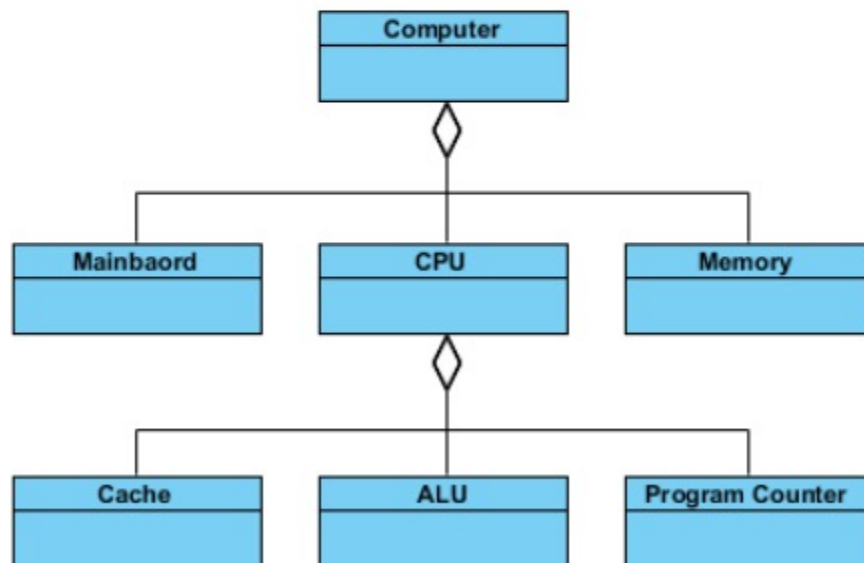 Computer
Mainbaord
CPU
Memory
Cache
ALU
Program Counter